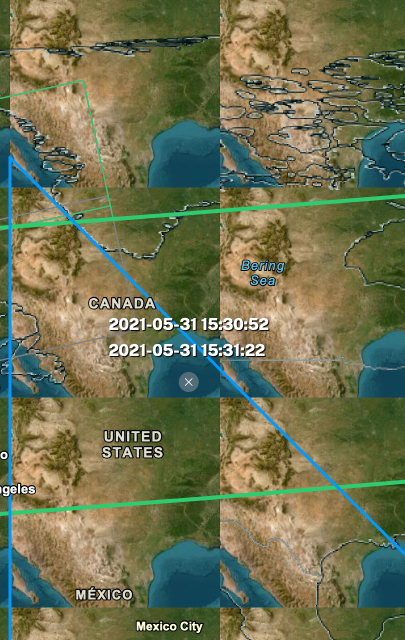 Bering
Sea
CANADA
2021-05-31 15:30:52
2021-05-31 15:31:22
UNITED
STATES
o
ngeles
MÉXICO
Mexico City